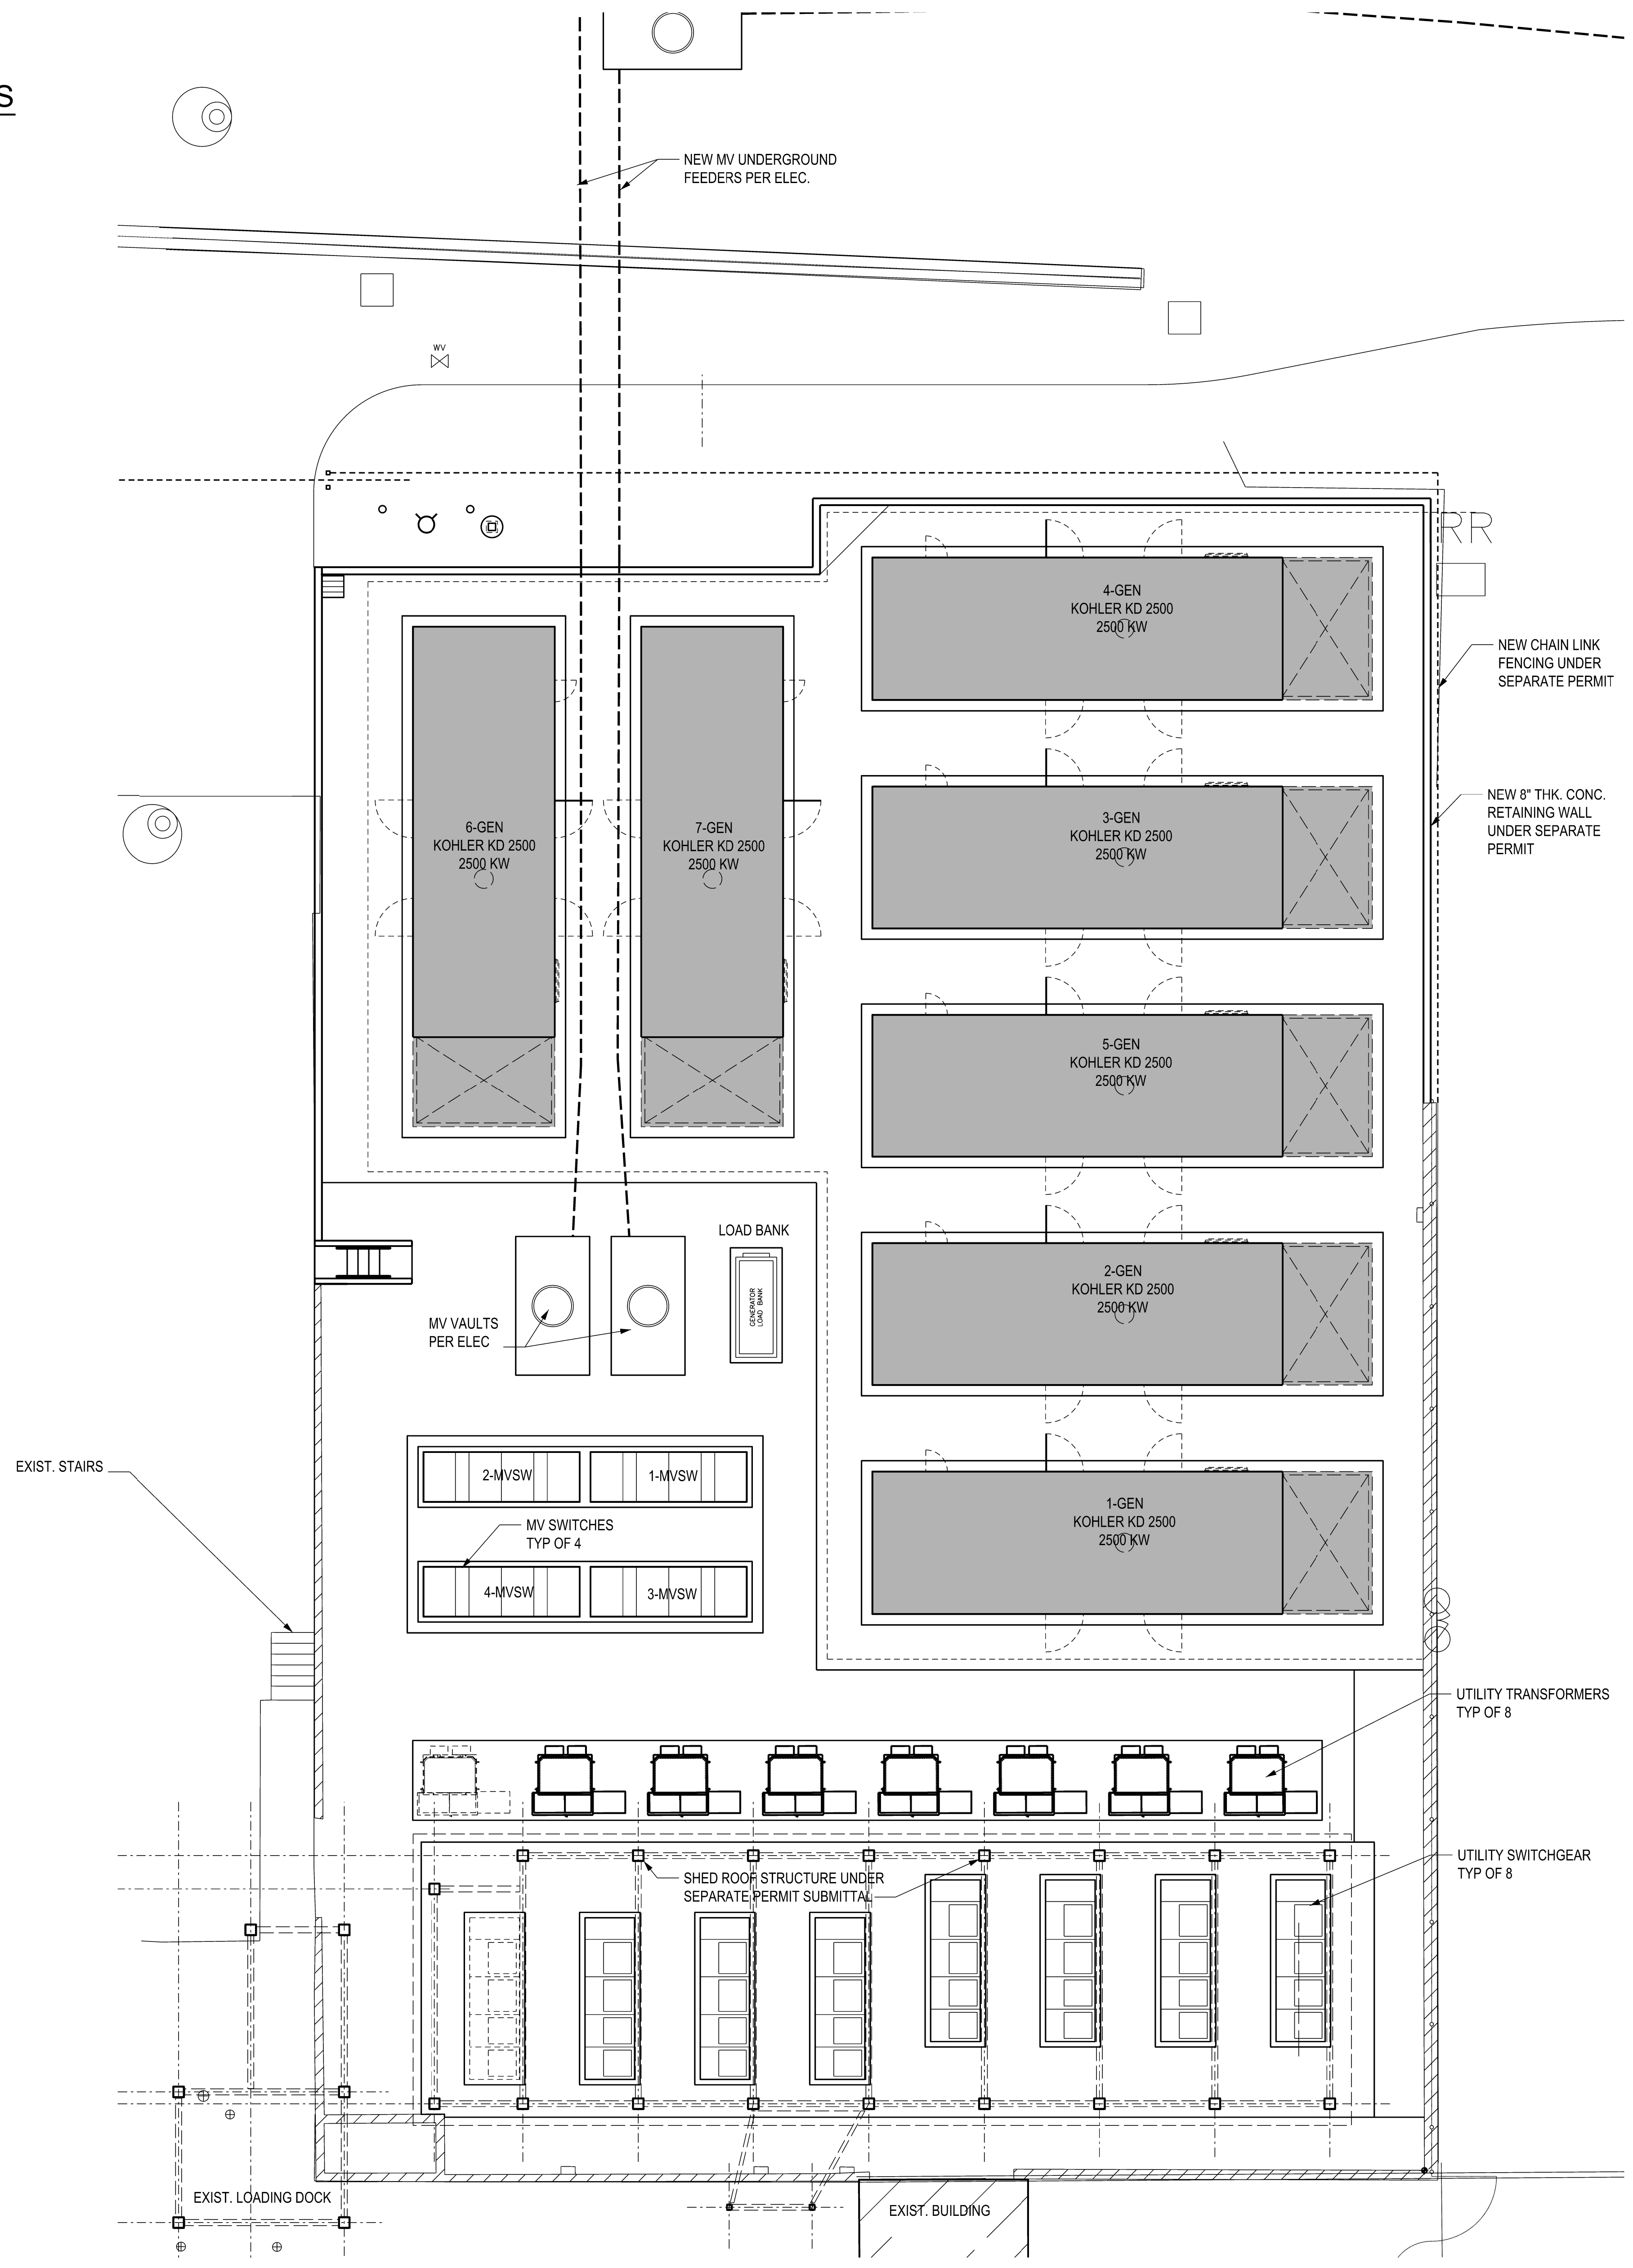 S
NEW MV UNDERGROUND
FEEDERS PER ELEC.
WV
RR
4-GEN
KOHLER KD 2500
2500 KW
NEW CHAIN LINK
FENCING UNDER
SEPARATE PERMIT
3-GEN
KOHLER KD 2500
2500 KW
NEW 8" THK. CONC.
RETAINING WALL
UNDER SEPARATE
PERMIT
6-GEN
KOHLER KD 2500
2500 KW
7-GEN
KOHLER KD 2500
2500 KW
5-GEN
KOHLER KD 2500
2500 KW
LOAD BANK
GENERATOR
LOAD BANK
2-GEN
KOHLER KD 2500
2500 KW
MV VAULTS
PER ELEC
EXIST. STAIRS
2-MVSW
1-MVSW
MV SWITCHES
TYP OF 4
4-MVSW
3-MVSW
1-GEN
KOHLER KD 2500
2500 KW
UTILITY TRANSFORMERS
TYP OF 8
UTILITY SWITCHGEAR
TYP OF 8
SHED ROOF STRUCTURE UNDER
SEPARATE PERMIT SUBMITTAL
EXIST. LOADING DOCK
EXIST. BUILDING